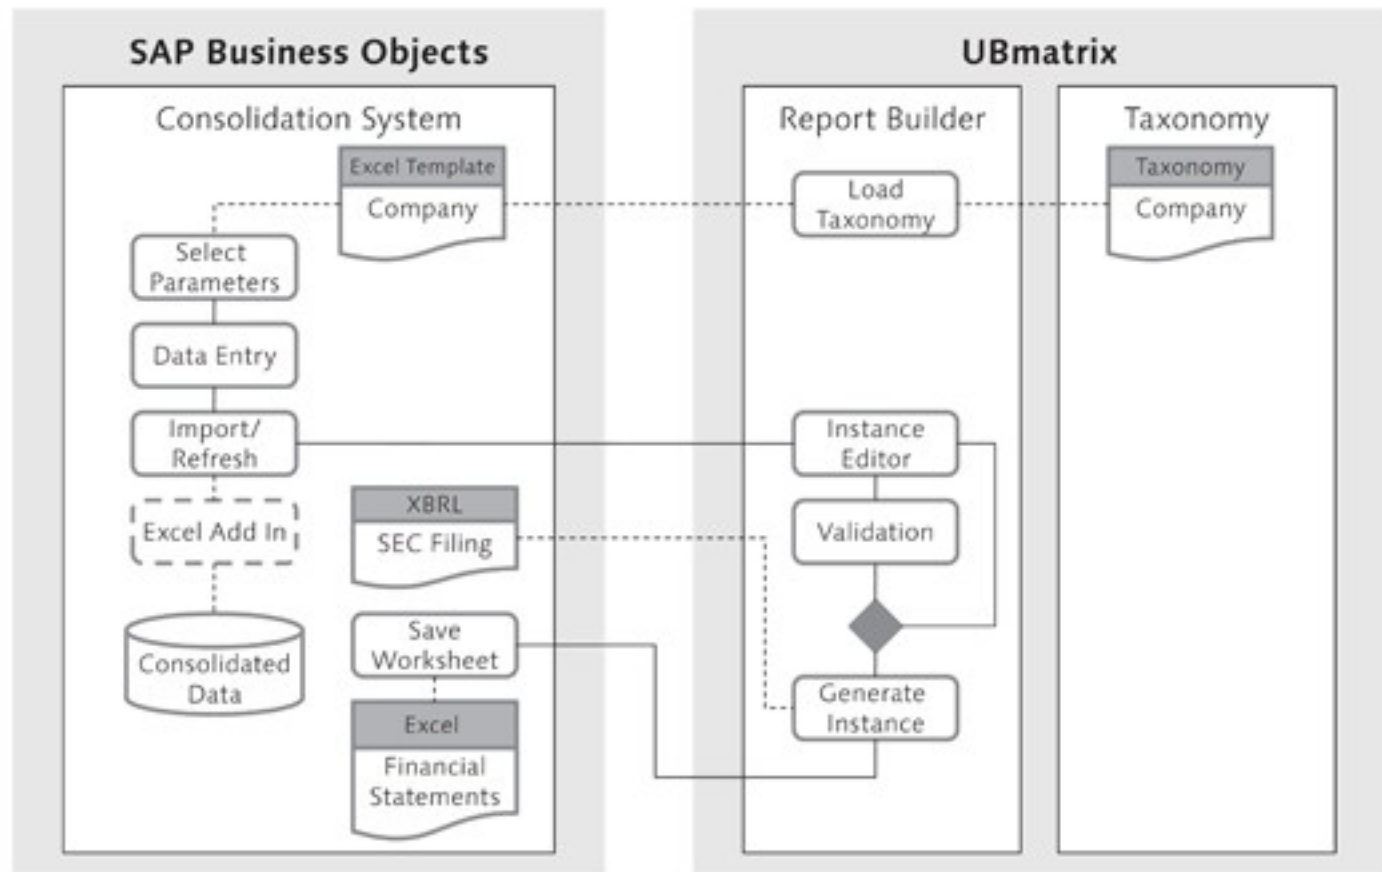 SAP Business Objects
Consolidation System
Excel Template
Company
Select
Parameters
Data Entry
Import/
Refresh
Excel Add In
Consolidated
Data
XBRL
SEC Filing
Save
Worksheet
Excel
Financial
Statements
UBmatrix
Report Builder
Load
Taxonomy
Instance
Editor
Validation
Generate
Instance
Taxonomy
Taxonomy
Company